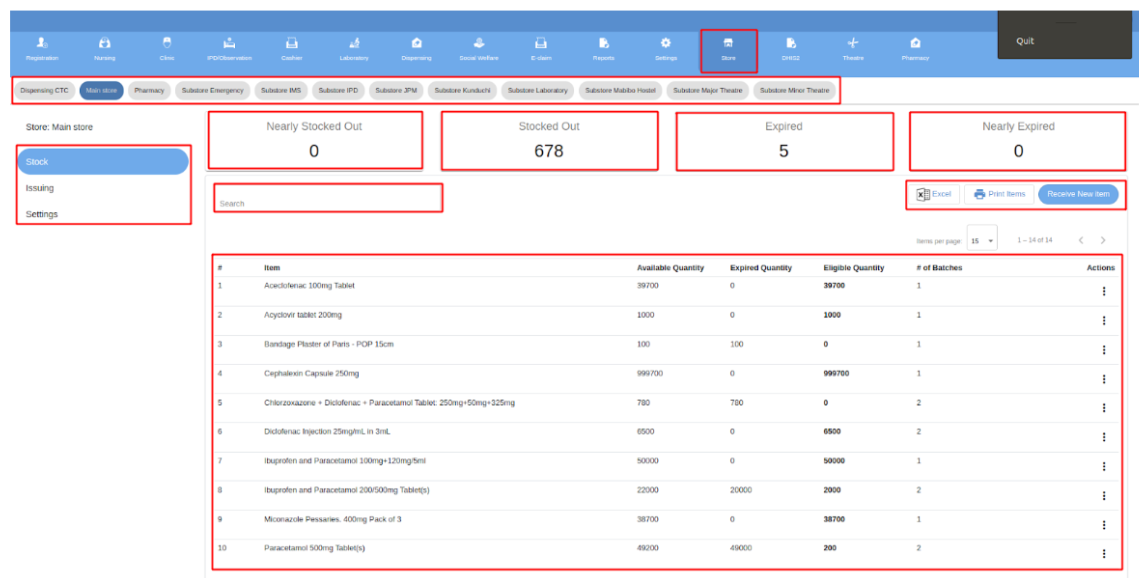 Quit
Registration Nursing Clinic IPD/Observation Cashier Laboratory Dispensing Social Welfare E-claim Reports Settings Store DHIS2 Theatre Pharmacy
Dispensing CTC Main store Pharmacy Substore Emergency Substore IMS Substore IPD Substore JPM Substore Kunduchi Substore Laboratory Substore Mabibo Hostel Substore Major Theatre Substore Minor Theatre
Store: Main store
Nearly Stocked Out Stocked Out Expired Nearly Expired
0 678 5 0
Stock
Issuing
Settings
Search
Excel Print Items Receive New Item
Items per page 15 1 – 14 of 14
# Item Available Quantity Expired Quantity Eligible Quantity # of Batches Actions
1 Aceclofenac 100mg Tablet 39700 0 39700 1
2 Acyclovir tablet 200mg 1000 0 1000 1
3 Bandage Plaster of Paris - POP 15cm 100 100 0 1
4 Cephalexin Capsule 250mg 999700 0 999700 1
5 Chlorzoxazone + Diclofenac + Paracetamol Tablet: 250mg+50mg+325mg 780 780 0 2
6 Diclofenac Injection 25mg/mL in 3mL 6500 0 6500 2
7 Ibuprofen and Paracetamol 100mg+120mg/5ml 50000 0 50000 1
8 Ibuprofen and Paracetamol 200/500mg Tablet(s) 22000 20000 2000 2
9 Miconazole Pessaries. 400mg Pack of 3 38700 0 38700 1
10 Paracetamol 500mg Tablet(s) 49200 49000 200 2